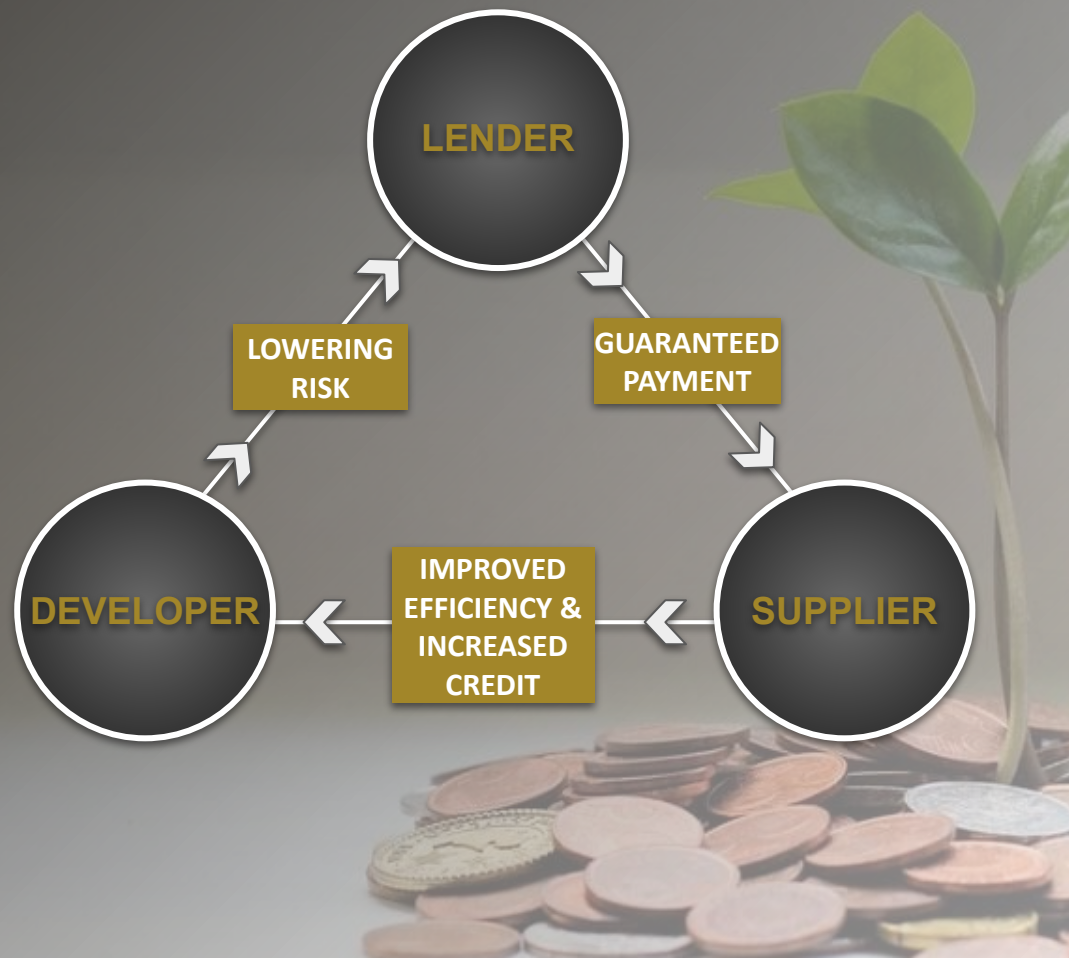 LENDER
LOWERING
RISK
GUARANTEED
PAYMENT
DEVELOPER
IMPROVED
EFFICIENCY &
INCREASED
CREDIT
SUPPLIER